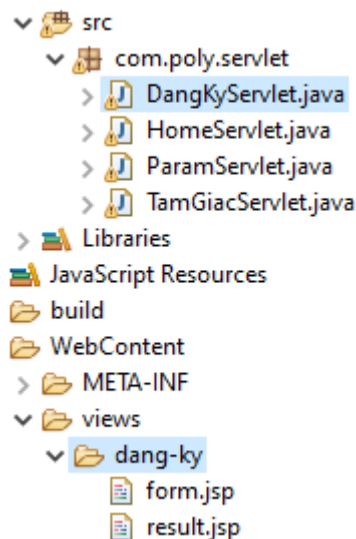 src
com.poly.servlet
DangKyServlet.java
HomeServlet.java
ParamServlet.java
TamGiacServlet.java
Libraries
JavaScript Resources
build
WebContent
META-INF
views
dang-ky
form.jsp
result.jsp